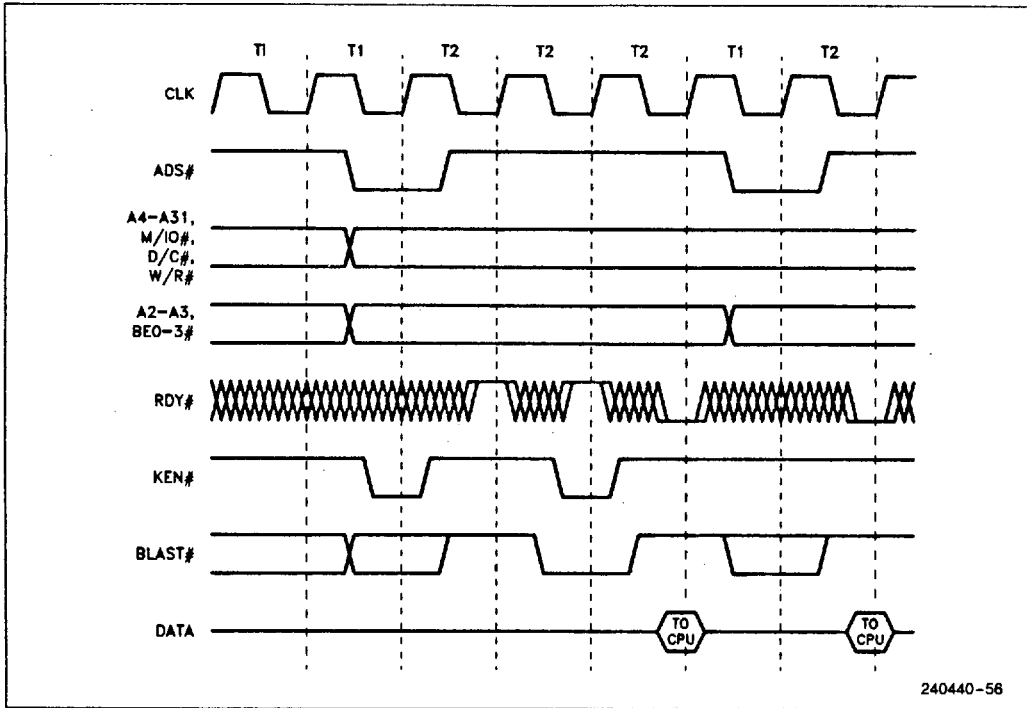 TI T1 T2 T2 T2 T1 T2
CLK
ADS#
A4-A31,
M/IO#,
D/C#,
W/R#
A2-A3,
BE0-3#
RDY#
KEN#
BLAST#
DATA
TO
CPU
TO
CPU
240440-56